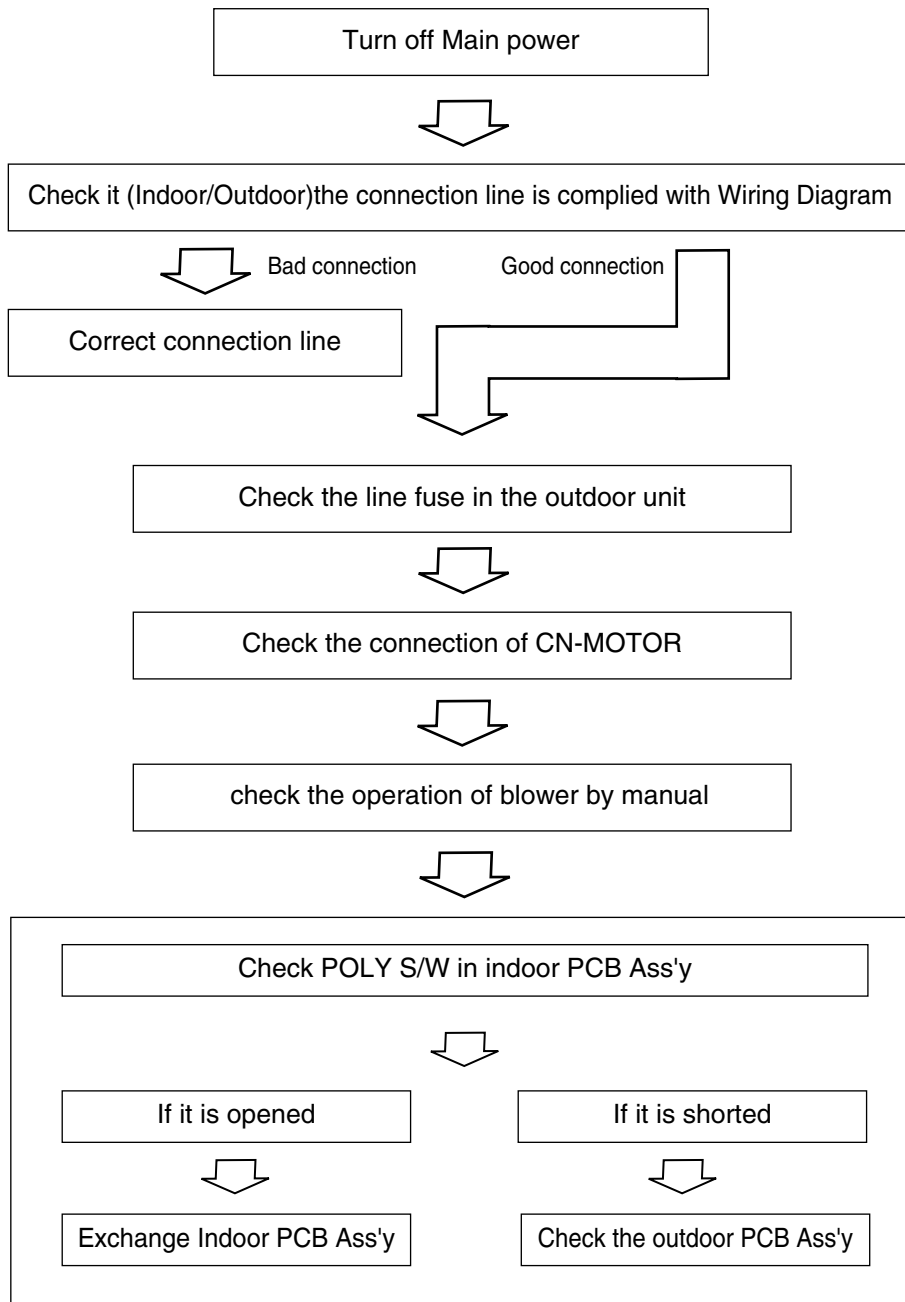 Turn off Main power
Check it (Indoor/Outdoor)the connection line is complied with Wiring Diagram
Bad connection
Good connection
Correct connection line
Check the line fuse in the outdoor unit
Check the connection of CN-MOTOR
check the operation of blower by manual
Check POLY S/W in indoor PCB Ass'y
If it is opened
If it is shorted
Exchange Indoor PCB Ass'y
Check the outdoor PCB Ass'y